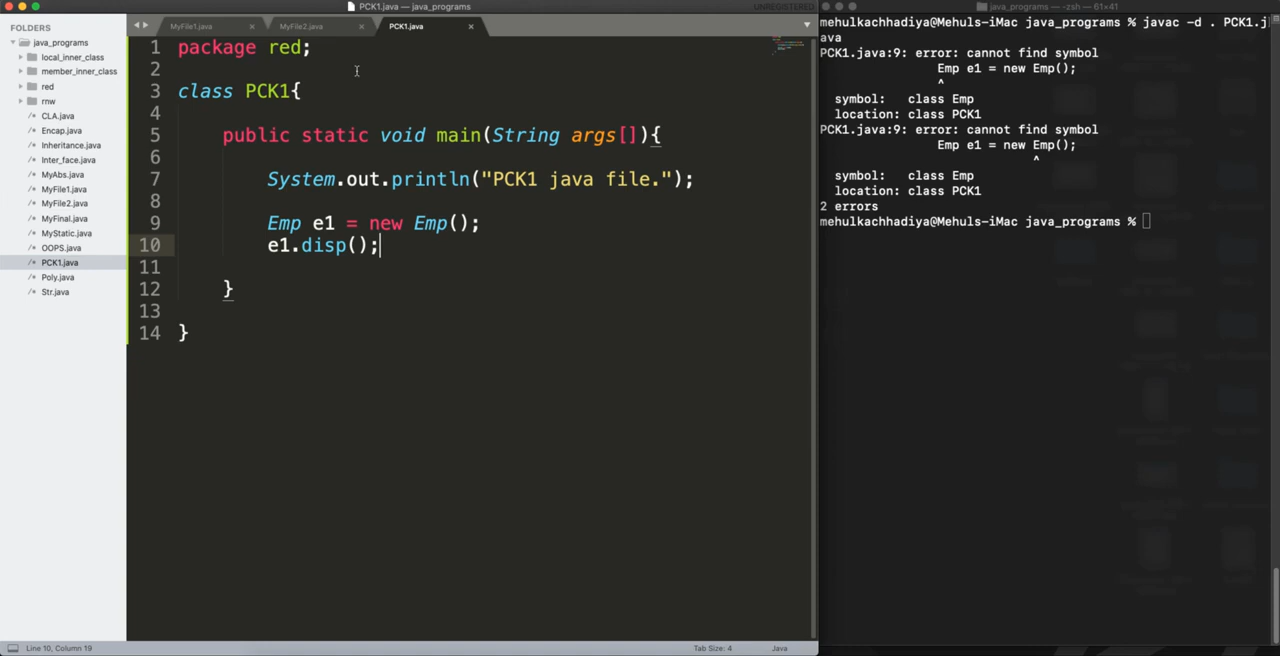 PCK1.java — java_programs
UNREGISTERED
FOLDERS
java_programs
local_inner_class
member_inner_class
red
rnw
CLA.java
Encap.java
Inheritance.java
Inter_face.java
MyAbs.java
MyFile1.java
MyFile2.java
MyFinal.java
MyStatic.java
OOPS.java
PCK1.java
Poly.java
Str.java
MyFile1.java
MyFile2.java
PCK1.java
1 package red;
2
3 class PCK1{
4
5 public static void main(String args[]){
6
7 System.out.println("PCK1 java file.");
8
9 Emp e1 = new Emp();
10 e1.disp();
11
12 }
13
14 }
Line 10, Column 19
Tab Size: 4
Java
java_programs — -zsh — 61×41
mehulkachhadiya@Mehuls-iMac java_programs % javac -d . PCK1.j
ava
PCK1.java:9: error: cannot find symbol
Emp e1 = new Emp();
^
symbol: class Emp
location: class PCK1
PCK1.java:9: error: cannot find symbol
Emp e1 = new Emp();
^
symbol: class Emp
location: class PCK1
2 errors
mehulkachhadiya@Mehuls-iMac java_programs %